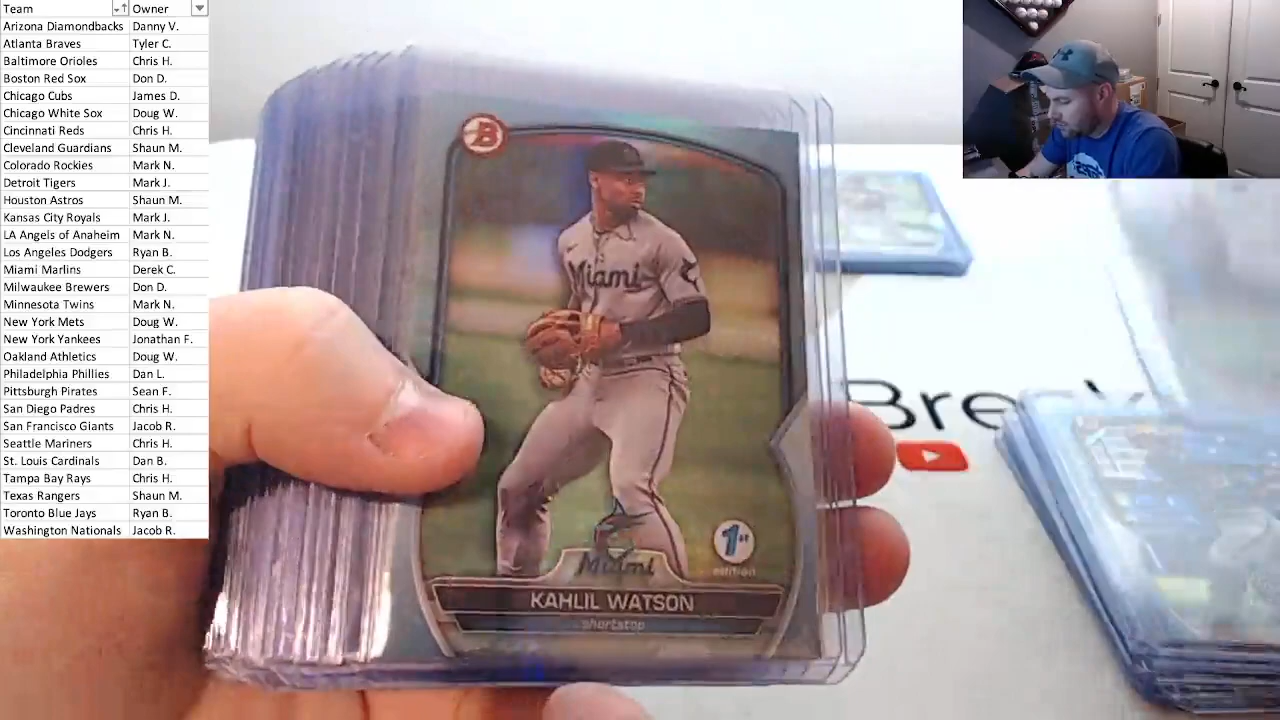 Team Owner
Arizona Diamondbacks Danny V.
Atlanta Braves Tyler C.
Baltimore Orioles Chris H.
Boston Red Sox Don D.
Chicago Cubs James D.
Chicago White Sox Doug W.
Cincinnati Reds Chris H.
Cleveland Guardians Shaun M.
Colorado Rockies Mark N.
Detroit Tigers Mark J.
Houston Astros Shaun M.
Kansas City Royals Mark J.
LA Angels of Anaheim Mark N.
Los Angeles Dodgers Ryan B.
Miami Marlins Derek C.
Milwaukee Brewers Don D.
Minnesota Twins Mark N.
New York Mets Doug W.
New York Yankees Jonathan F.
Oakland Athletics Doug W.
Philadelphia Phillies Dan L.
Pittsburgh Pirates Sean F.
San Diego Padres Chris H.
San Francisco Giants Jacob R.
Seattle Mariners Chris H.
St. Louis Cardinals Dan B.
Tampa Bay Rays Chris H.
Texas Rangers Shaun M.
Toronto Blue Jays Ryan B.
Washington Nationals Jacob R.
B
Miami
1st
edition
Miami
KAHLIL WATSON
shortstop